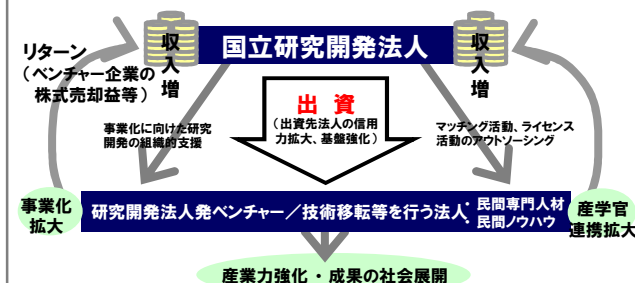 リターン
（ベンチャー企業の
株式売却益等）
収
入
増
国立研究開発法人
収
入
増
出 資
（出資先法人の信用
力拡大、基盤強化）
事業化に向けた研究
開発の組織的支援
マッチング活動、ライセンス
活動のアウトソーシング
事業化
拡大
研究開発法人発ベンチャー／技術移転等を行う法人
・民間専門人材
・民間ノウハウ
産学官
連携拡大
産業力強化・成果の社会展開